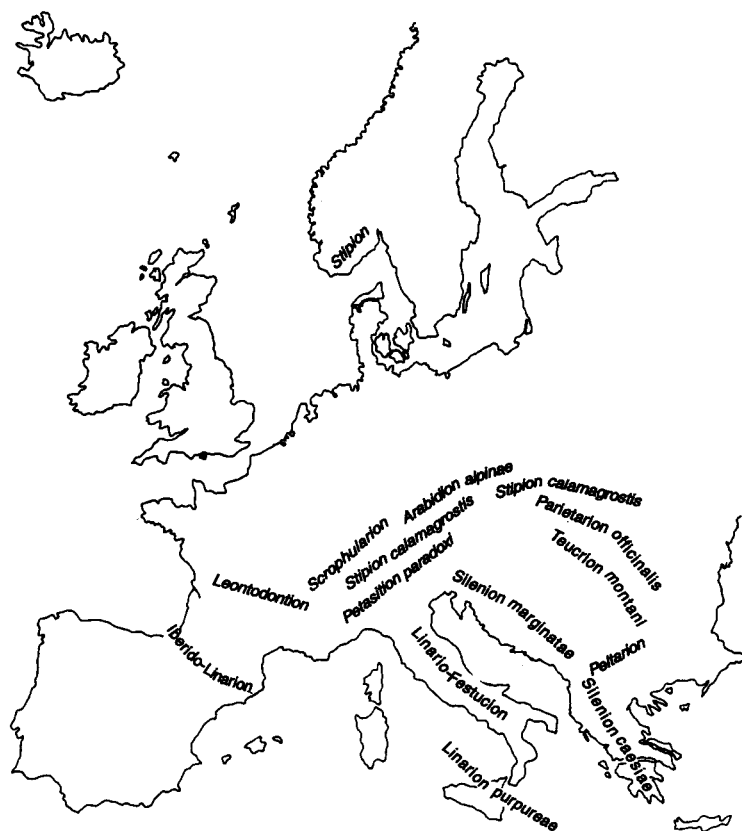 Stipion
Arabidion alpinae
Stipion calamagrostis
Scrophularion
Stipion calamagrostis
Parietarion officinalis
Petasition paradoxi
Teucrion montani
Leontodontion
Silenion marginatae
Iberido-Linarion
Linario-Festucion
Peltarion
Silenion caesiae
Linarion purpureae